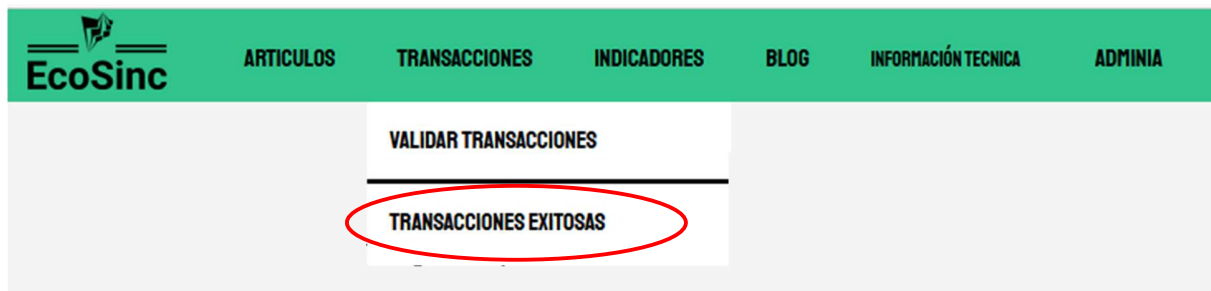 EcoSinc
ARTICULOS TRANSACCIONES INDICADORES BLOG INFORMACIÓN TECNICA ADMINIA
VALIDAR TRANSACCIONES
TRANSACCIONES EXITOSAS